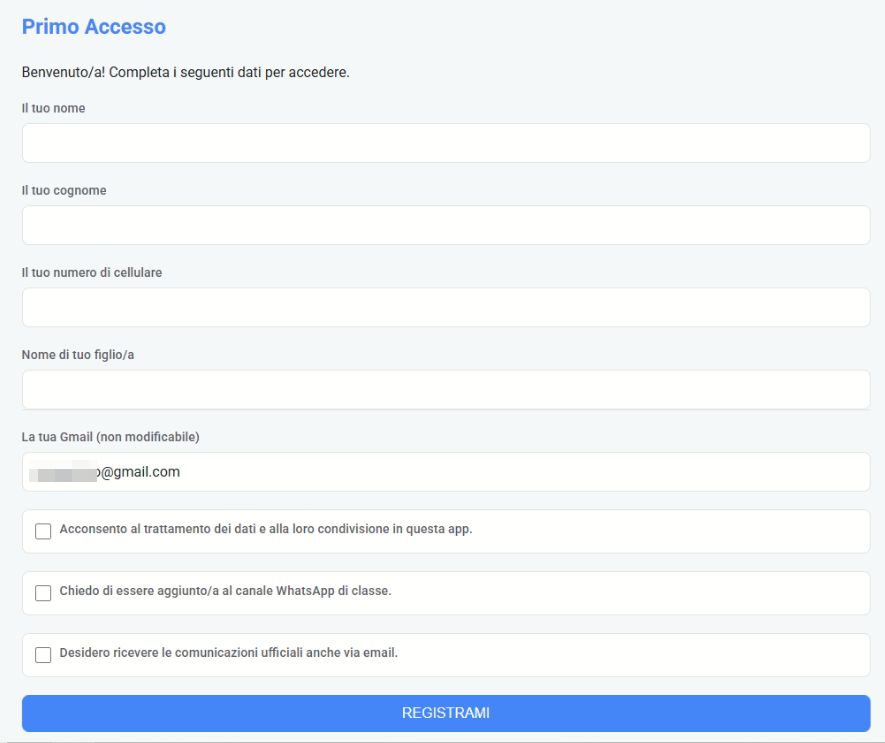 Primo Accesso
Benvenuto/a! Completa i seguenti dati per accedere.
Il tuo nome
Il tuo cognome
Il tuo numero di cellulare
Nome di tuo figlio/a
La tua Gmail (non modificabile)
@gmail.com
Acconsento al trattamento dei dati e alla loro condivisione in questa app.
Chiedo di essere aggiunto/a al canale WhatsApp di classe.
Desidero ricevere le comunicazioni ufficiali anche via email.
REGISTRAMI